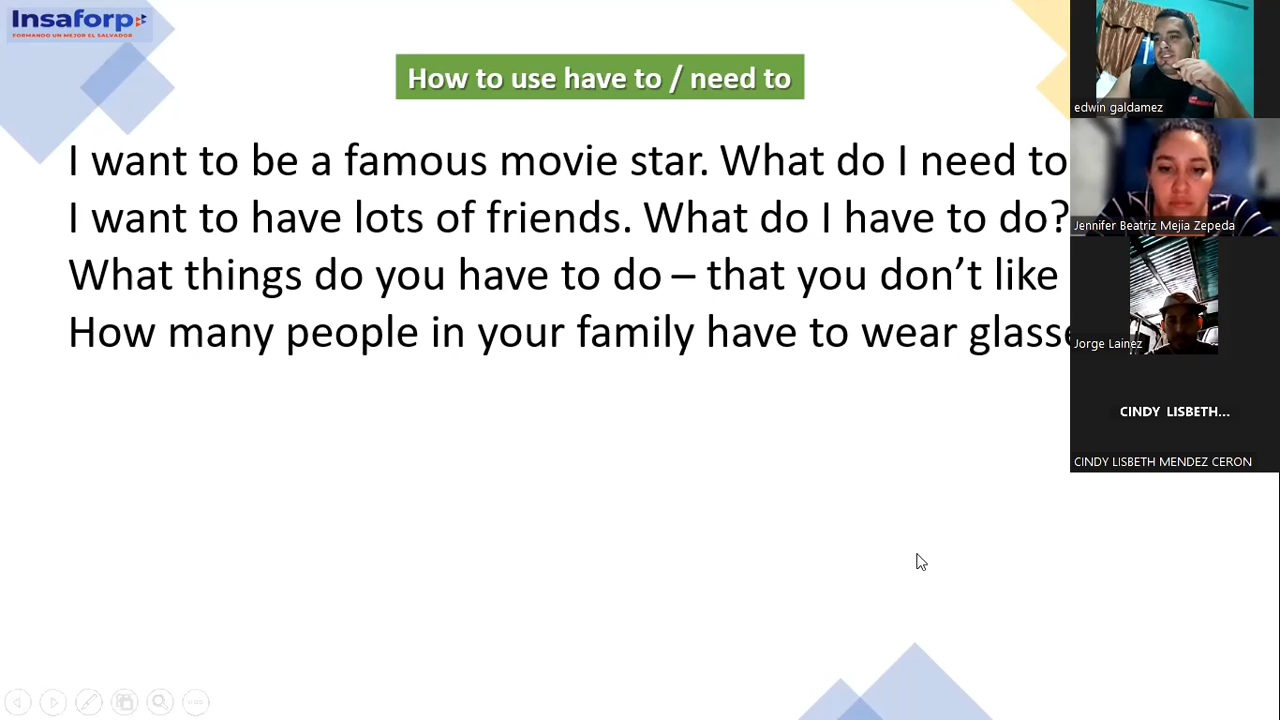 Insaforp
FORMANDO UN MEJOR EL SALVADOR
How to use have to / need to
I want to be a famous movie star. What do I need to
I want to have lots of friends. What do I have to do?
What things do you have to do – that you don’t like
How many people in your family have to wear glasse
edwin galdamez
Jennifer Beatriz Mejia Zepeda
Jorge Lainez
CINDY LISBETH...
CINDY LISBETH MENDEZ CERON